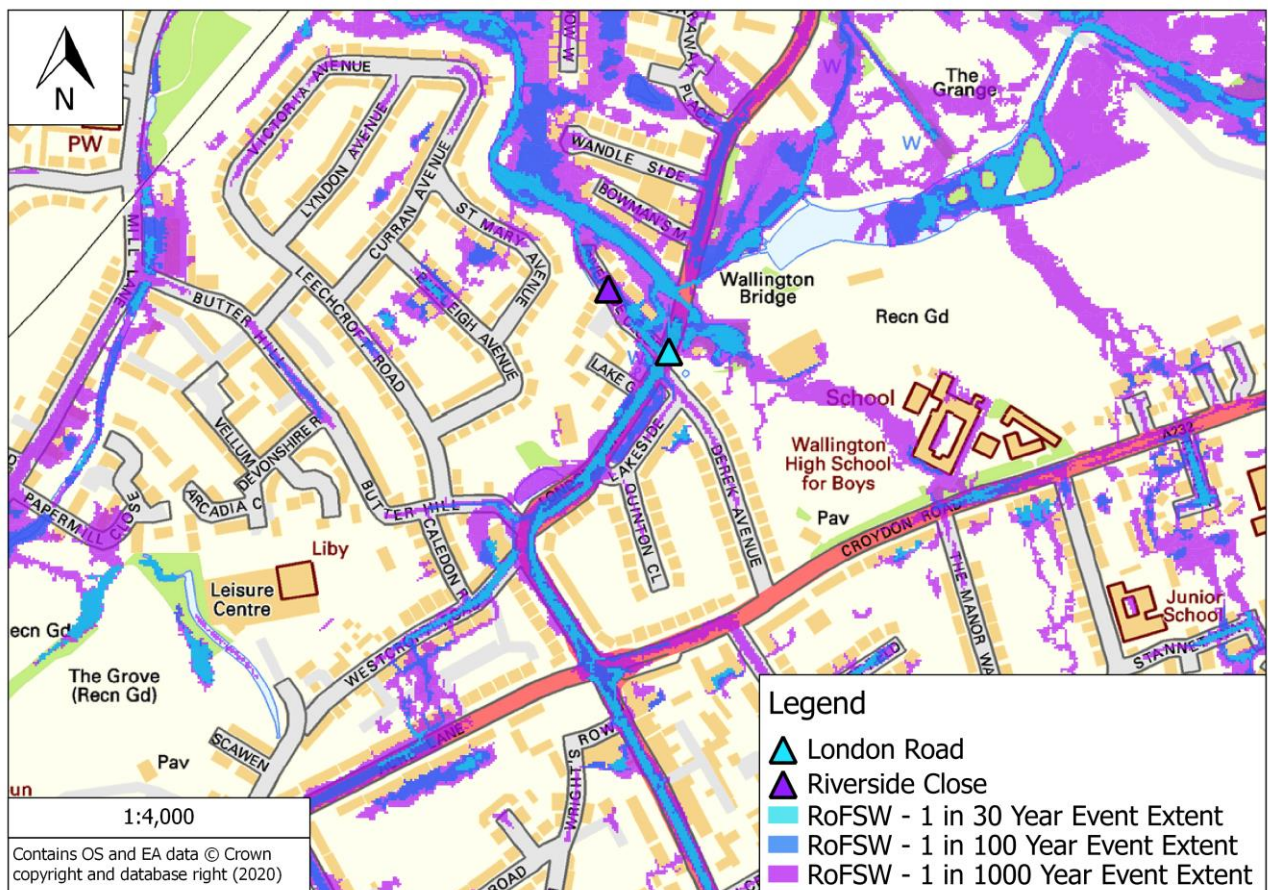 N
PW
VICTORIA AVENUE
LYNDON AVENUE
CURRAN AVENUE
ST MARY AVENUE
LEECHCROFT ROAD
MILL LANE
BUTTER HILL
PLACE
WANDLE SIDE
BOWMAN'S M
W
The
Grange
W
Wallington
Bridge
Recn Gd
W
LAKE G
LAKESIDE
QUINTON CL
DEREK AVENUE
School
Wallington
High School
for Boys
Pav
CROYDON ROAD
A232
THE MANOR WA
Junior
School
STANNET
VELLUM
DEVONSHIRE R
ARCADIA C
PAPERMILL CLOSE
BUTTER HILL
CALEDON R
Liby
Leisure
Centre
ecn Gd
The Grove
(Recn Gd)
SCAWEN
Pav
un
LANE
ROW
S.WRIGHT
ROAD
FIELD
1:4,000
Contains OS and EA data © Crown
copyright and database right (2020)
Legend
London Road
Riverside Close
RoFSW - 1 in 30 Year Event Extent
RoFSW - 1 in 100 Year Event Extent
RoFSW - 1 in 1000 Year Event Extent